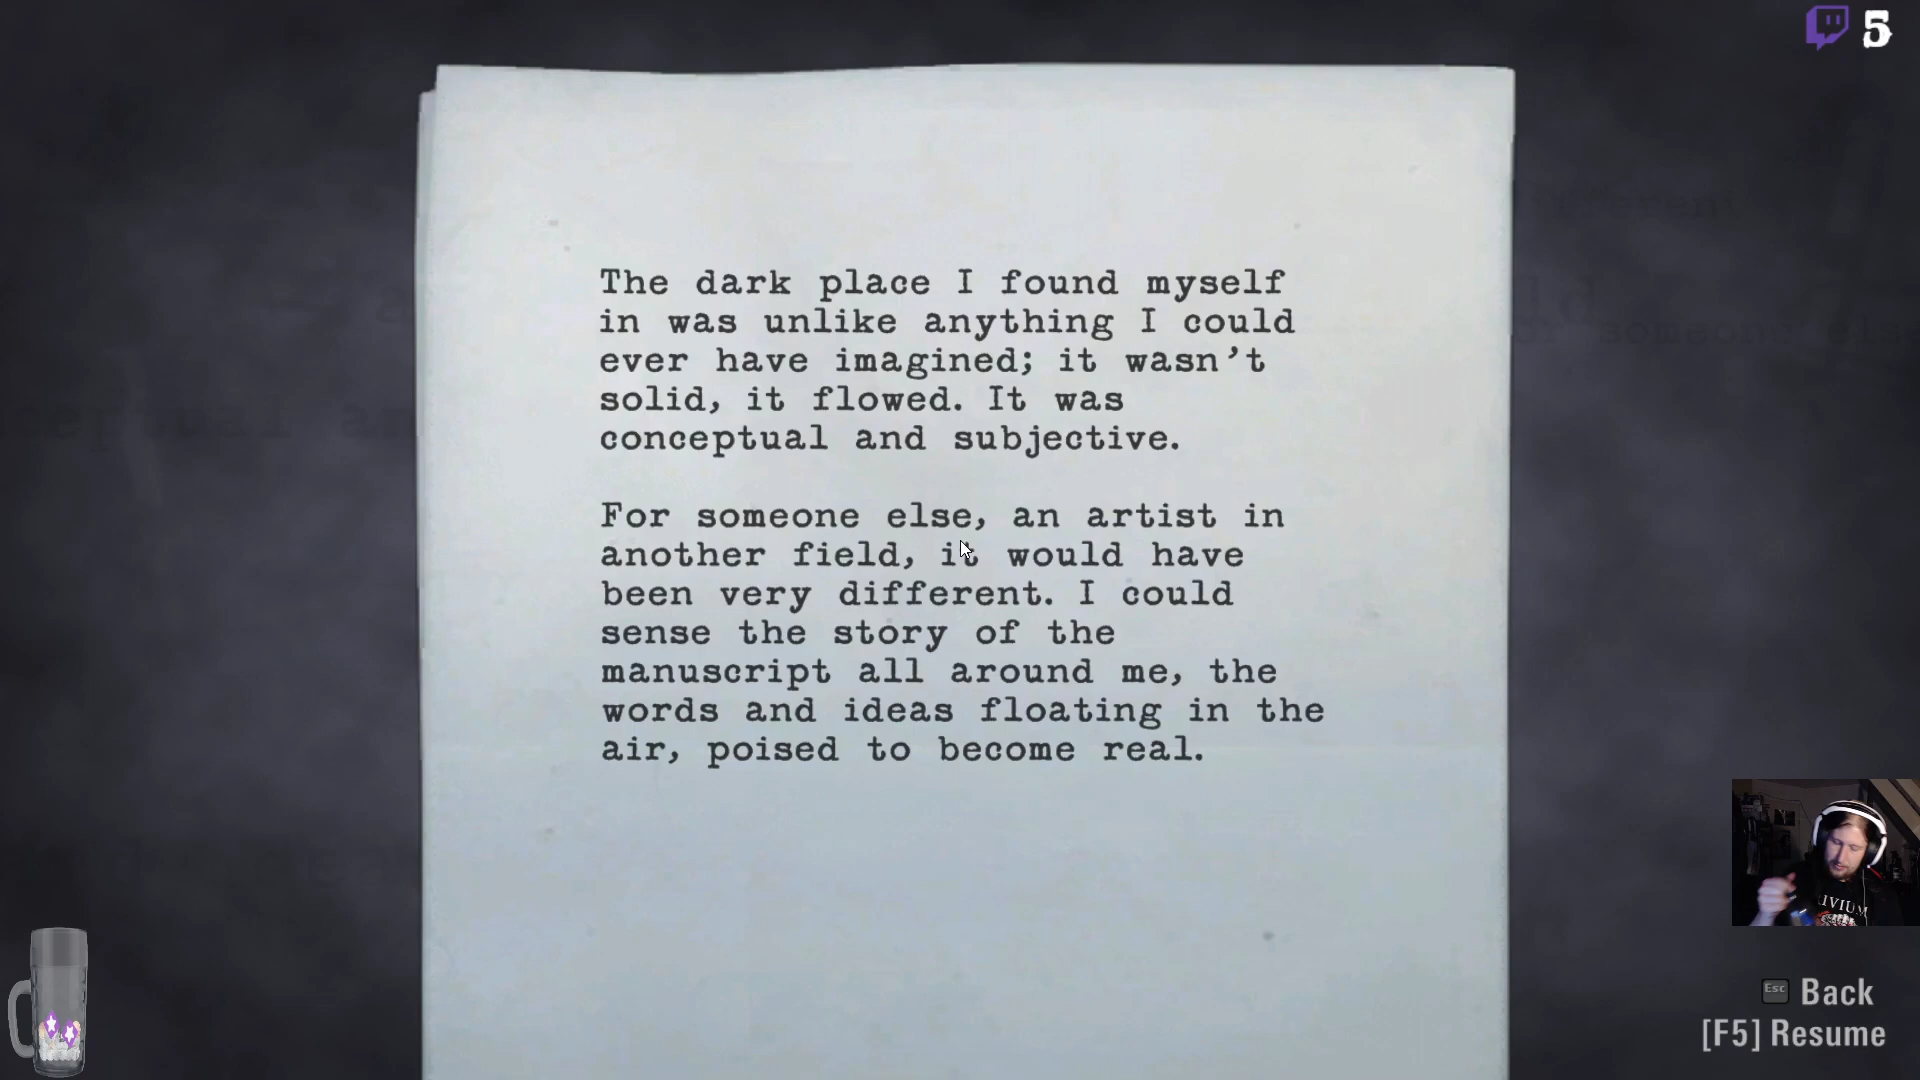 5
The dark place I found myself
in was unlike anything I could
ever have imagined; it wasn't
solid, it flowed. It was
conceptual and subjective.
For someone else, an artist in
another field, it would have
been very different. I could
sense the story of the
manuscript all around me, the
words and ideas floating in the
air, poised to become real.
Esc Back
[F5] Resume